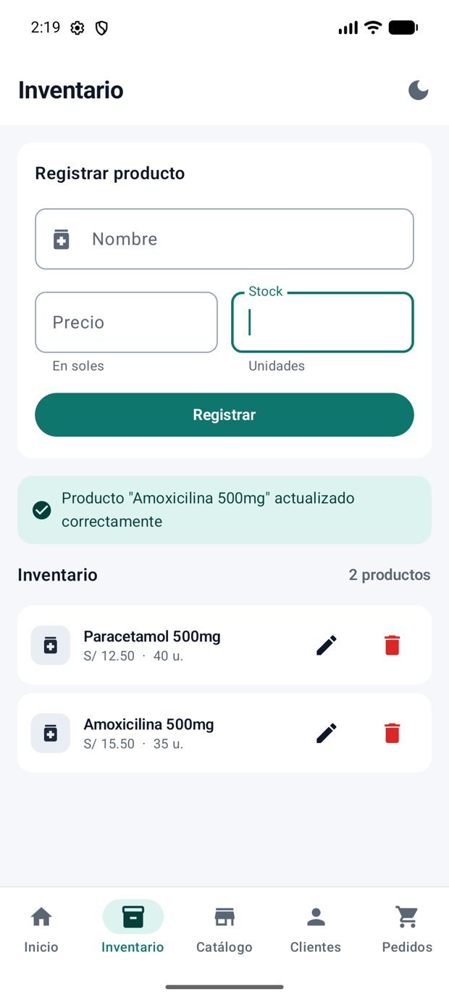 2:19
Inventario
Registrar producto
Nombre
Precio
Stock
En soles
Unidades
Registrar
Producto "Amoxicilina 500mg" actualizado
correctamente
Inventario
2 productos
Paracetamol 500mg
S/ 12.50 · 40 u.
Amoxicilina 500mg
S/ 15.50 · 35 u.
Inicio
Inventario
Catálogo
Clientes
Pedidos